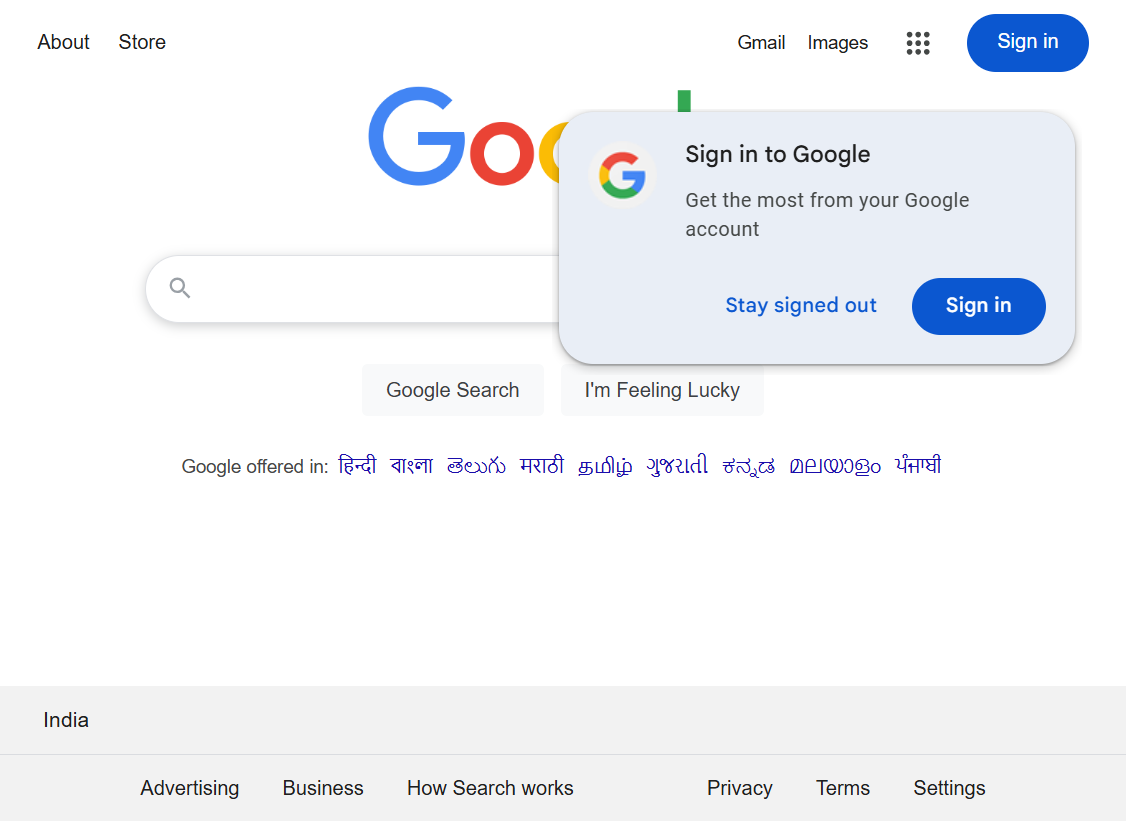 About Store Gmail Images Sign in
Sign in to Google
Get the most from your Google
account
Stay signed out Sign in
Google Search I'm Feeling Lucky
Google offered in: हिन्दी বাংলা తెలుగు मराठी தமிழ் ગુજરાતી ಕನ್ನಡ മലയാളം ਪੰਜਾਬੀ
India
Advertising Business How Search works Privacy Terms Settings